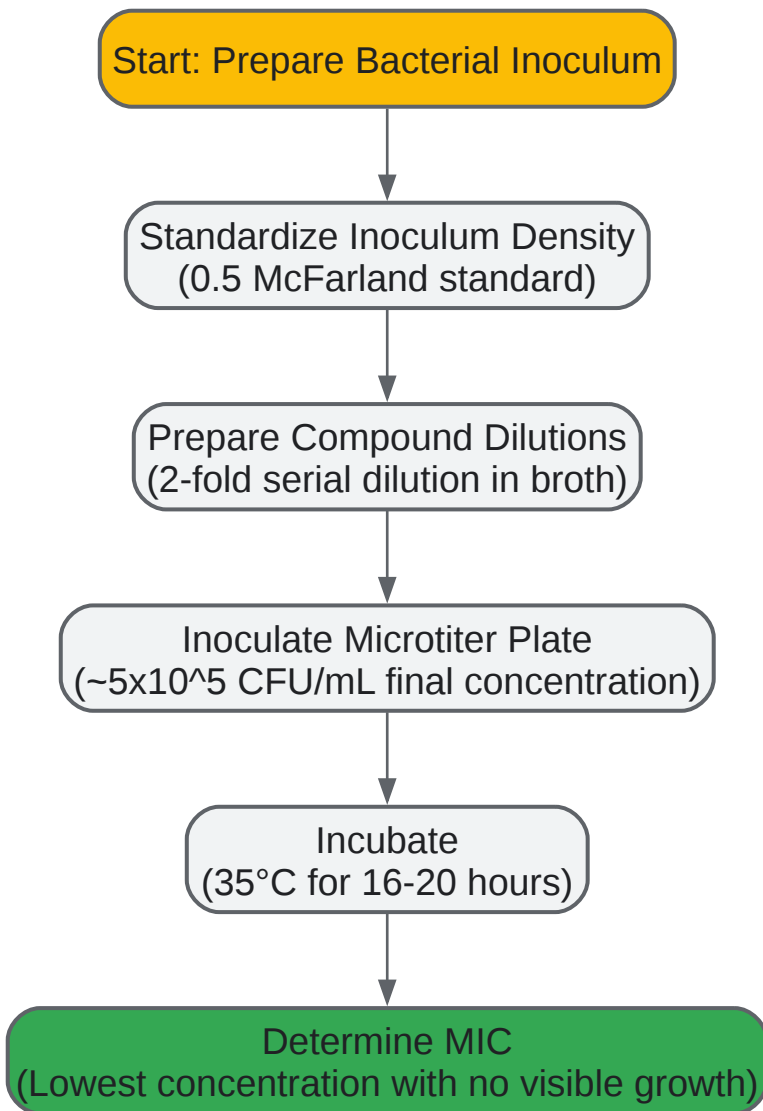 Start: Prepare Bacterial Inoculum
Standardize Inoculum Density
(0.5 McFarland standard)
Prepare Compound Dilutions
(2-fold serial dilution in broth)
Inoculate Microtiter Plate
(~5x10^5 CFU/mL final concentration)
Incubate
(35°C for 16-20 hours)
Determine MIC
(Lowest concentration with no visible growth)